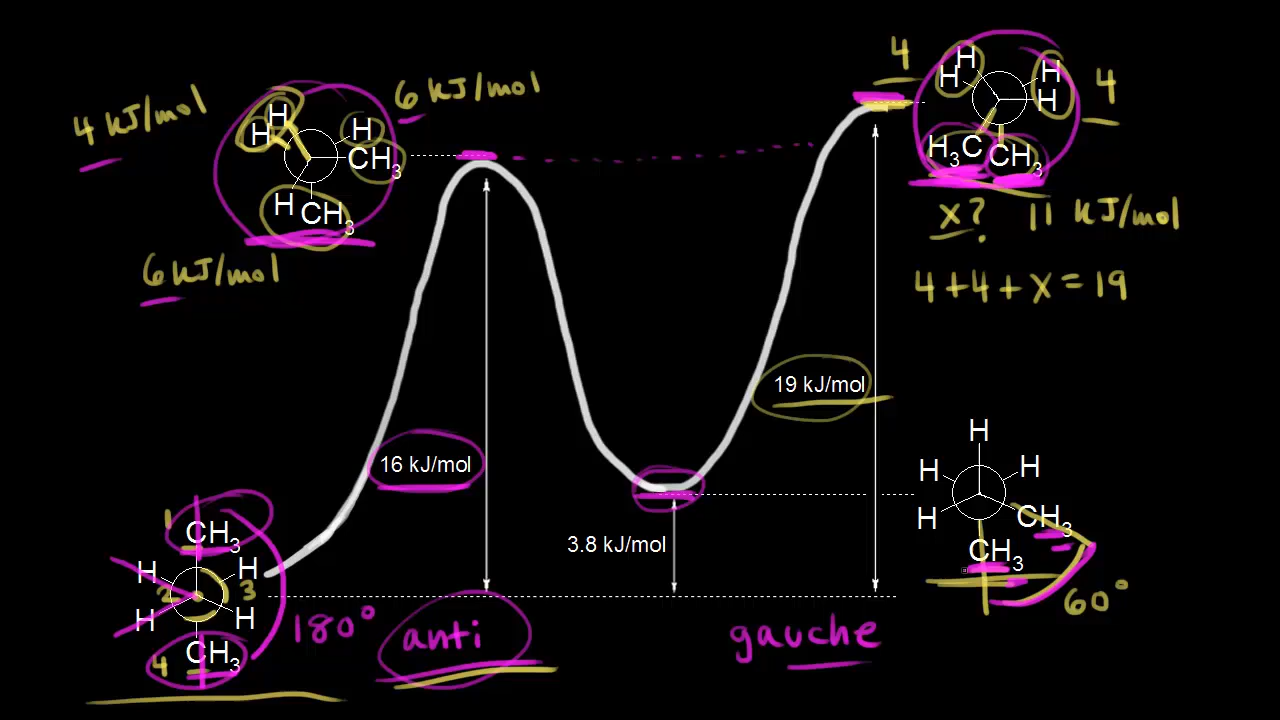 4 kJ/mol
6 kJ/mol
H
H
H
CH3
H
CH3
6 kJ/mol
4
H
H
H
H
4
H3C
CH3
x?
11 kJ/mol
4+4+x=19
19 kJ/mol
16 kJ/mol
3.8 kJ/mol
1
CH3
H
H
2
3
H
H
4
CH3
180°
anti
gauche
H
H
H
H
CH3
CH3
60°